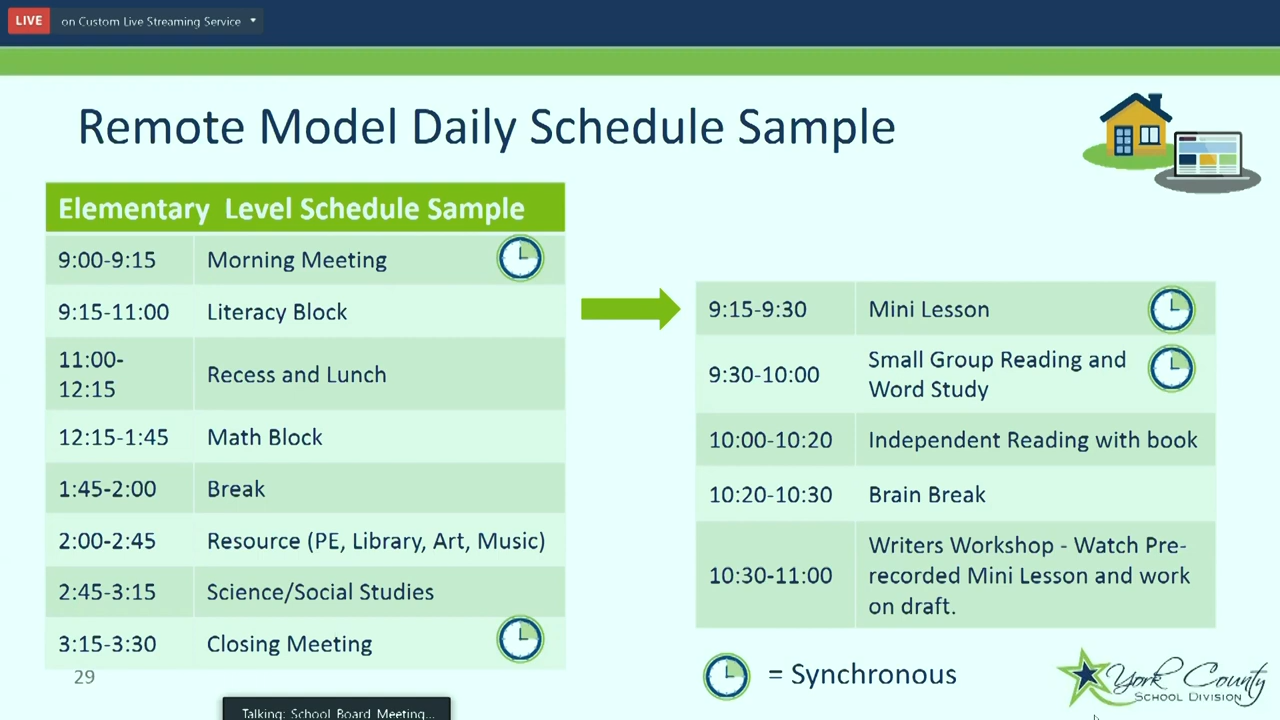 LIVE on Custom Live Streaming Service
Remote Model Daily Schedule Sample
Elementary Level Schedule Sample
9:00-9:15 Morning Meeting
9:15-11:00 Literacy Block
11:00-
12:15
Recess and Lunch
12:15-1:45 Math Block
1:45-2:00 Break
2:00-2:45 Resource (PE, Library, Art, Music)
2:45-3:15 Science/Social Studies
3:15-3:30 Closing Meeting
9:15-9:30 Mini Lesson
9:30-10:00
Small Group Reading and
Word Study
10:00-10:20 Independent Reading with book
10:20-10:30 Brain Break
10:30-11:00
Writers Workshop - Watch Pre-
recorded Mini Lesson and work
on draft.
= Synchronous
29
York County
SCHOOL DIVISION
Talking: School Board Meeting...